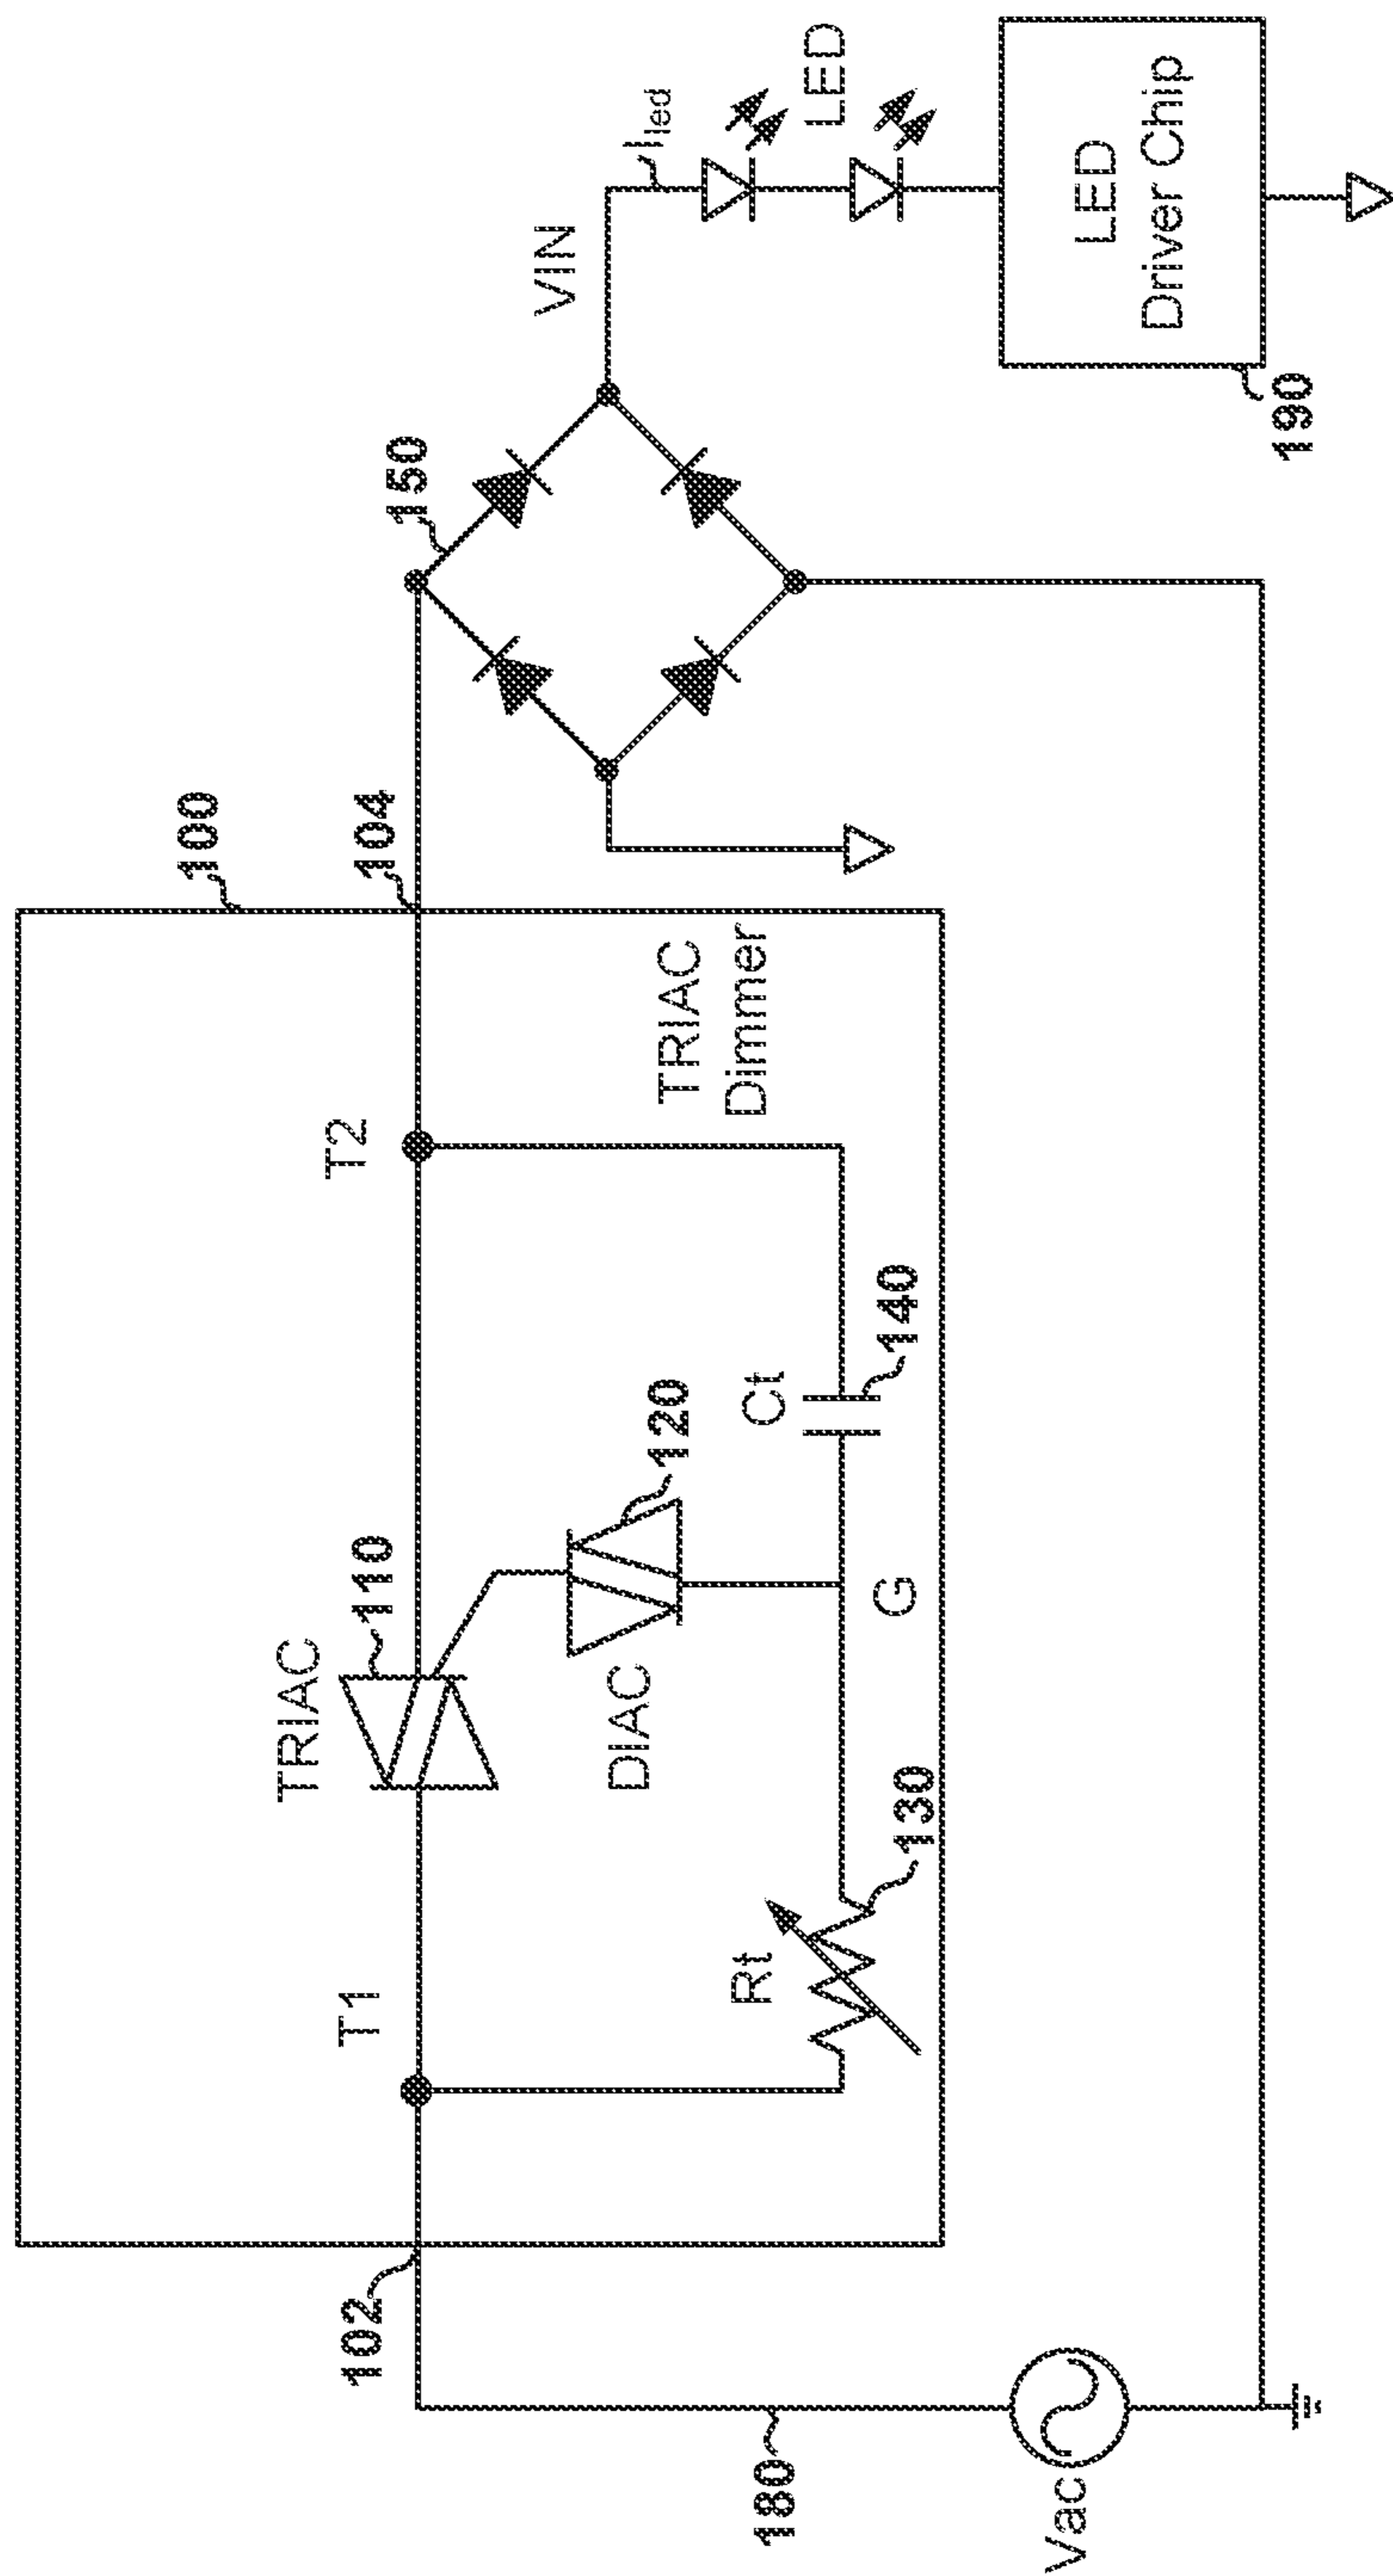 100
T1
TRIAC
110
T2
102
104
150
DIAC
120
VIN
I_led
LED
TRIAC
Dimmer
Rt
130
G
Ct
140
180
Vac
LED
Driver Chip
190